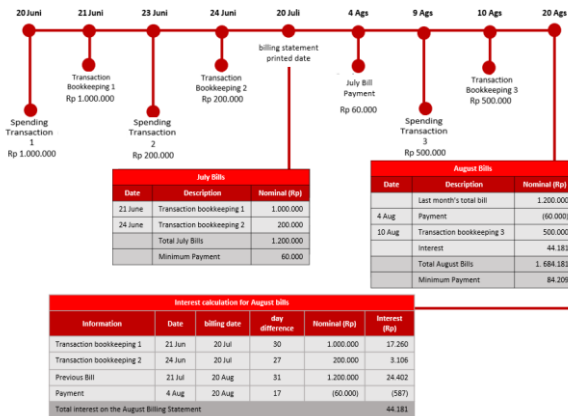 20 Juni 21 Juni 23 Juni 24 Juni 20 Juli 4 Ags 9 Ags 10 Ags 20 Ags
billing statement
printed date
Transaction
Bookkeeping 1
Rp 1.000.000
Transaction
Bookkeeping 2
Rp 200.000
July Bill
Payment
Rp 60.000
Transaction
Bookkeeping 3
Rp 500.000
Spending
Transaction
1
Rp 1.000.000
Spending
Transaction
2
Rp 200.000
Spending
Transaction
3
Rp 500.000
July Bills
Date Description Nominal (Rp)
21 June Transaction bookkeeping 1 1.000.000
24 June Transaction bookkeeping 2 200.000
Total July Bills 1.200.000
Minimum Payment 60.000
August Bills
Date Description Nominal (Rp)
Last month's total bill 1.200.000
4 Aug Payment (60.000)
10 Aug Transaction bookkeeping 3 500.000
Interest 44.181
Total August Bills 1. 684.181
Minimum Payment 84.209
Interest calculation for August bills
Information Date billing date day difference Nominal (Rp) Interest (Rp)
Transaction bookkeeping 1 21 Jun 20 Jul 30 1.000.000 17.260
Transaction bookkeeping 2 24 Jun 20 Jul 27 200.000 3.106
Previous Bill 21 Jul 20 Aug 31 1.200.000 24.402
Payment 4 Aug 20 Aug 17 (60.000) (587)
Total interest on the August Billing Statement 44.181